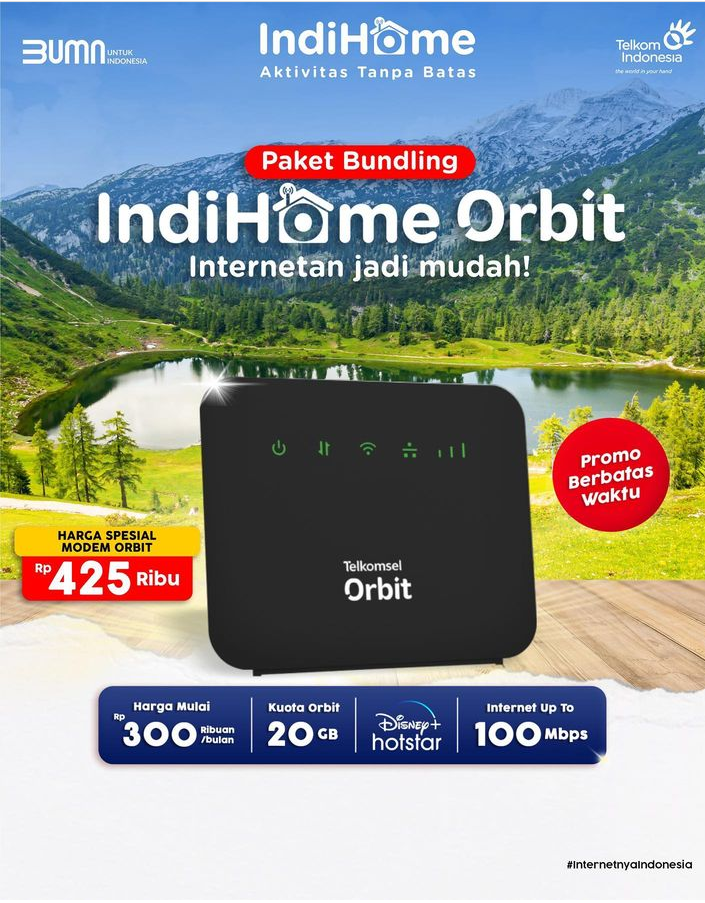 BUMN UNTUK
INDONESIA
IndiHome
Aktivitas Tanpa Batas
Telkom
Indonesia
the world in your hand
Paket Bundling
IndiHome Orbit
Internetan jadi mudah!
Promo
Berbatas
Waktu
HARGA SPESIAL
MODEM ORBIT
Rp 425 Ribu
Telkomsel
Orbit
Harga Mulai
Rp 300 Ribuan
/bulan
Kuota Orbit
20 GB
Disney+
hotstar
Internet Up To
100 Mbps
#InternetnyaIndonesia